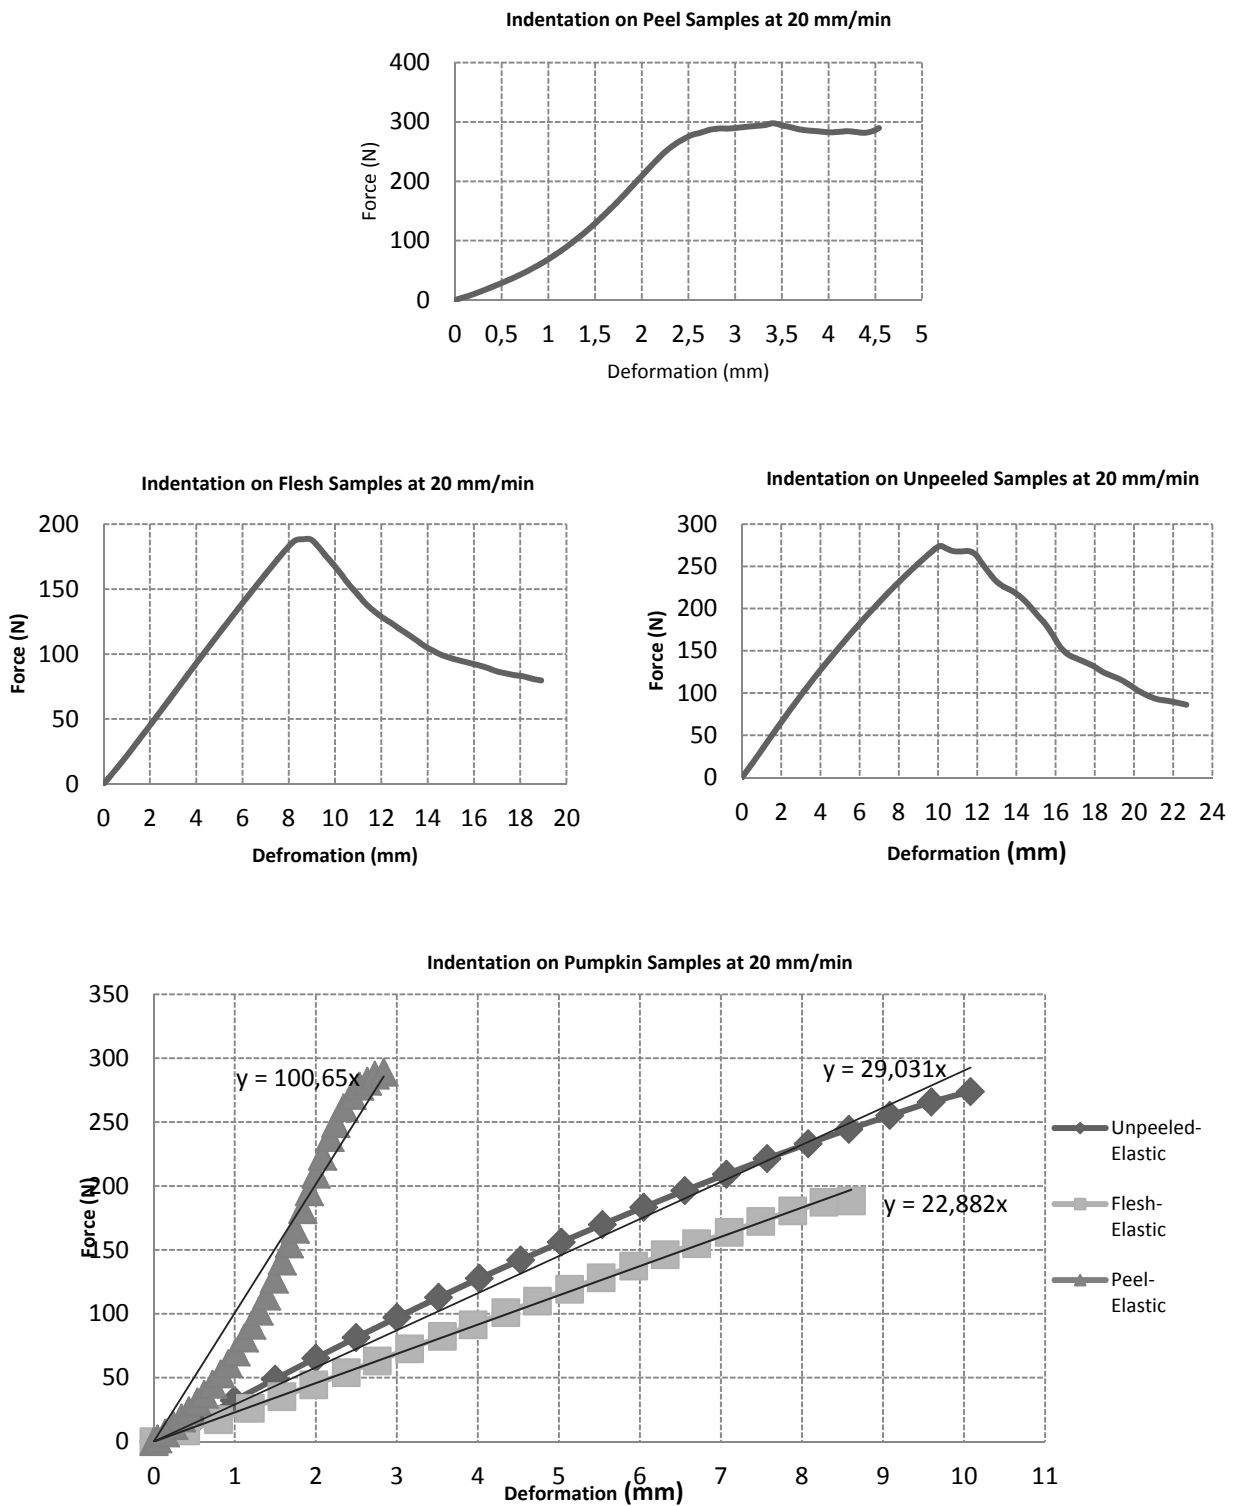 Indentation on Peel Samples at 20 mm/min
400
300
200
100
0
Force (N)
0 0,5 1 1,5 2 2,5 3 3,5 4 4,5 5
Deformation (mm)
Indentation on Flesh Samples at 20 mm/min
200
150
100
50
0
Force (N)
0 2 4 6 8 10 12 14 16 18 20
Defromation (mm)
Indentation on Unpeeled Samples at 20 mm/min
300
250
200
150
100
50
0
Force (N)
0 2 4 6 8 10 12 14 16 18 20 22 24
Deformation (mm)
Indentation on Pumpkin Samples at 20 mm/min
350
300
250
200
150
100
50
0
Force (N)
y = 100,65x
y = 29,031x
y = 22,882x
0 1 2 3 4 5 6 7 8 9 10 11
Deformation (mm)
Unpeeled-
Elastic
Flesh-
Elastic
Peel-
Elastic